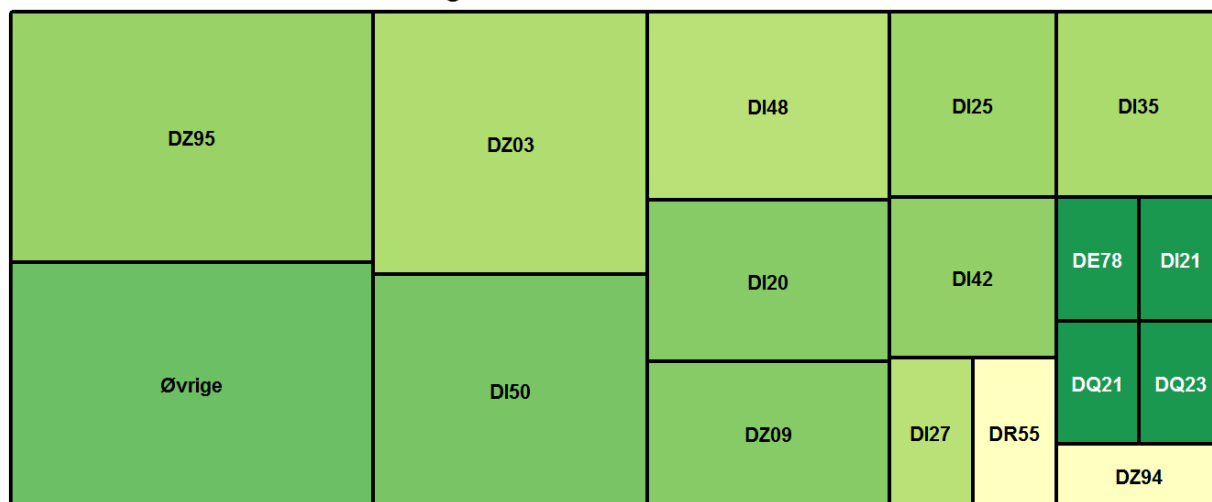 DZ95
Øvrige
DZ03
DI50
DI48
DI20
DZ09
DI25
DI42
DI27
DR55
DI35
DE78
DI21
DQ21
DQ23
DZ94